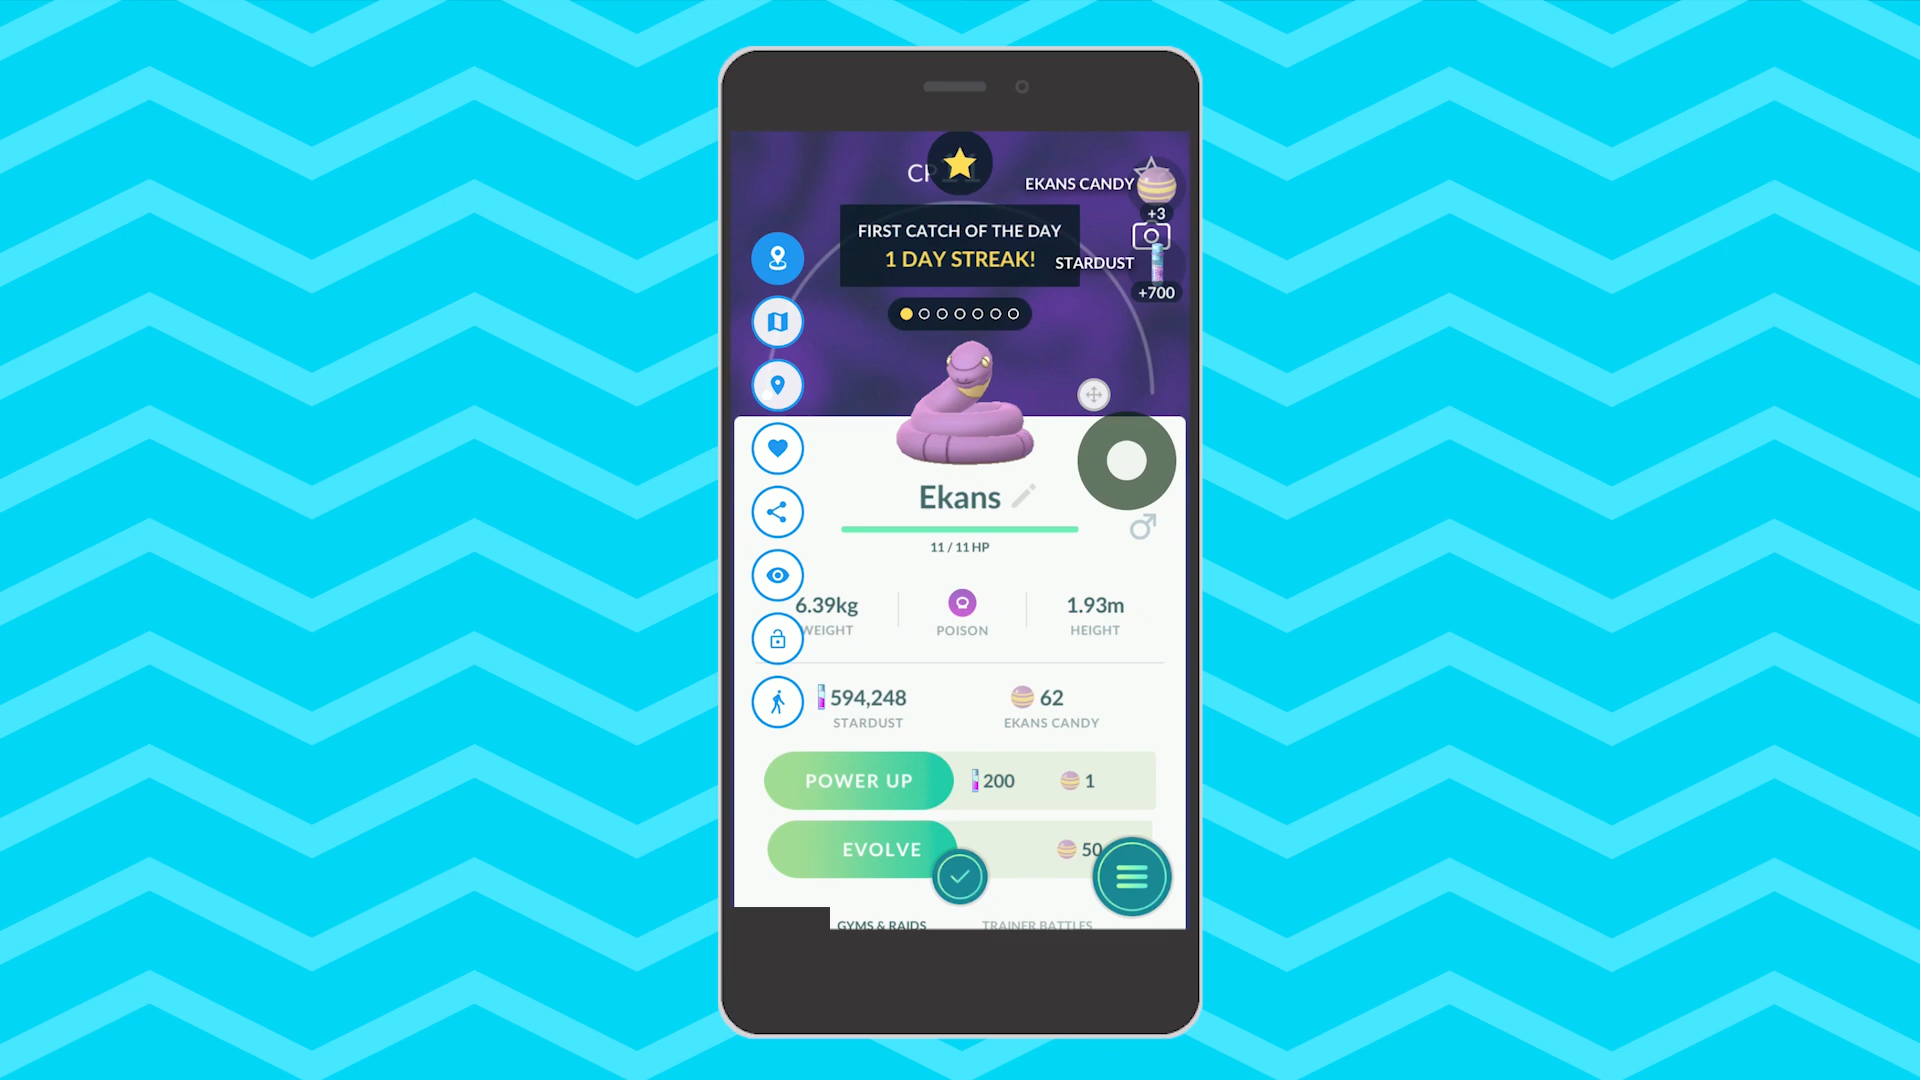 CP
EKANS CANDY
+3
FIRST CATCH OF THE DAY
1 DAY STREAK!
STARDUST
+700
Ekans
11 / 11 HP
6.39kg
WEIGHT
POISON
1.93m
HEIGHT
594,248
STARDUST
62
EKANS CANDY
POWER UP
200
1
EVOLVE
50
GYMS & RAIDS
TRAINER BATTLES